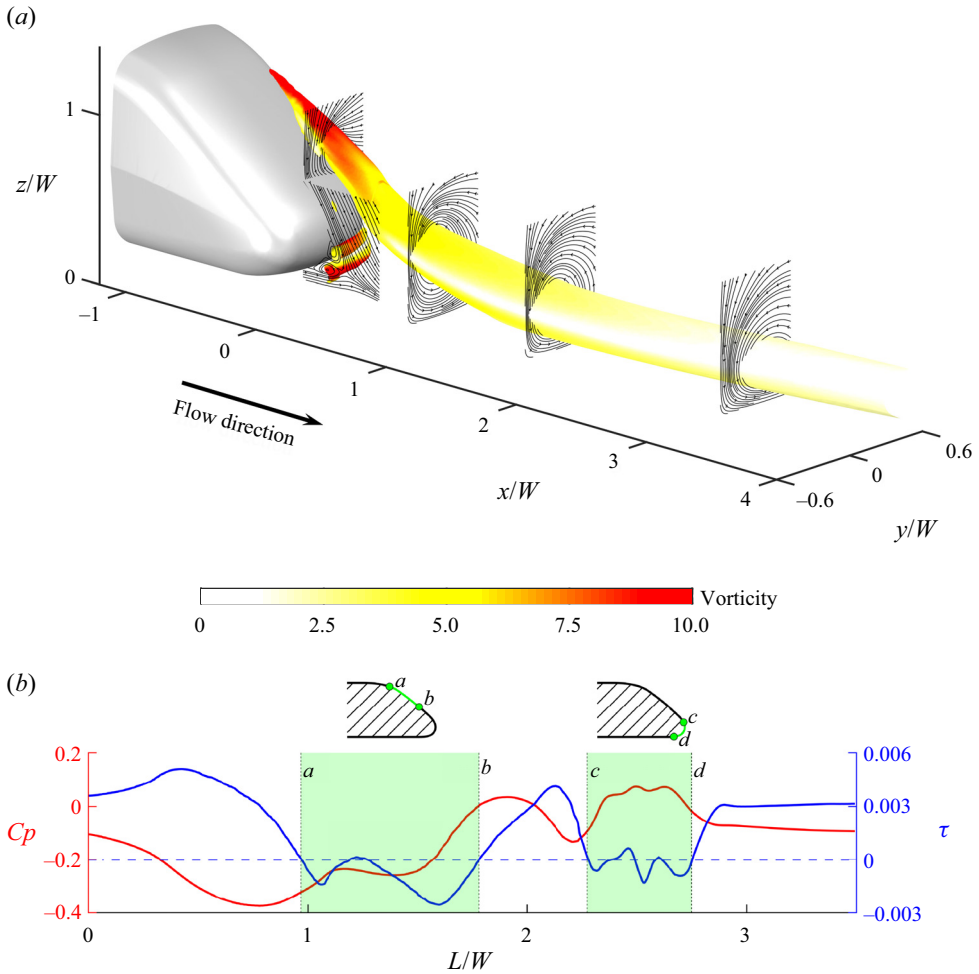 (a)
1
z/W
0
–1
0
1
2
3
4
Flow direction
x/W
–0.6
0
0.6
y/W
0 2.5 5.0 7.5 10.0 Vorticity
(b)
a
b
c
d
0.2
0
–0.2
–0.4
Cp
a
b
c
d
0.006
0.003
0
–0.003
τ
0 1 2 3
L/W